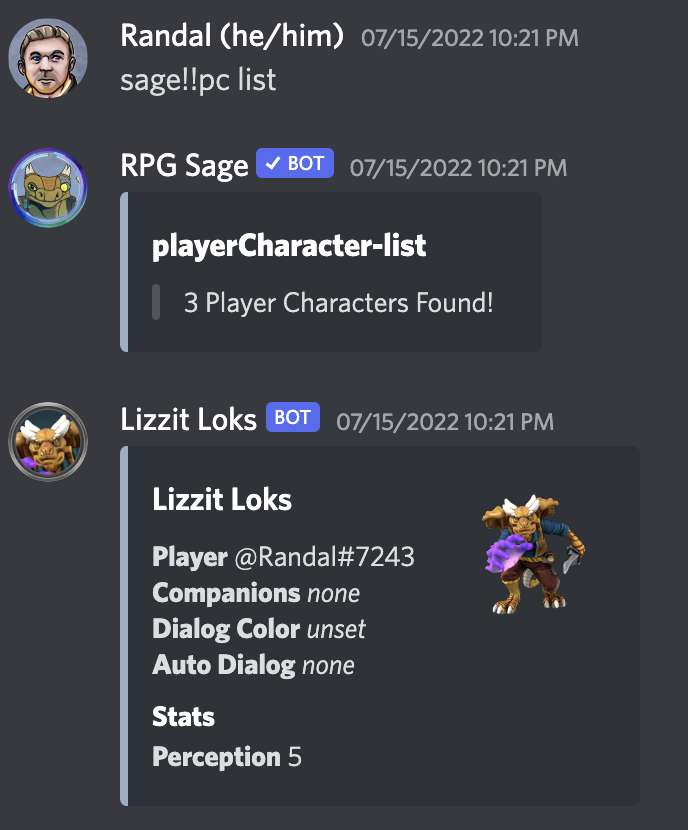 Randal (he/him) 07/15/2022 10:21 PM
sage!!pc list
RPG Sage ✓ BOT 07/15/2022 10:21 PM
playerCharacter-list
3 Player Characters Found!
Lizzit Loks BOT 07/15/2022 10:21 PM
Lizzit Loks
Player @Randal#7243
Companions none
Dialog Color unset
Auto Dialog none
Stats
Perception 5